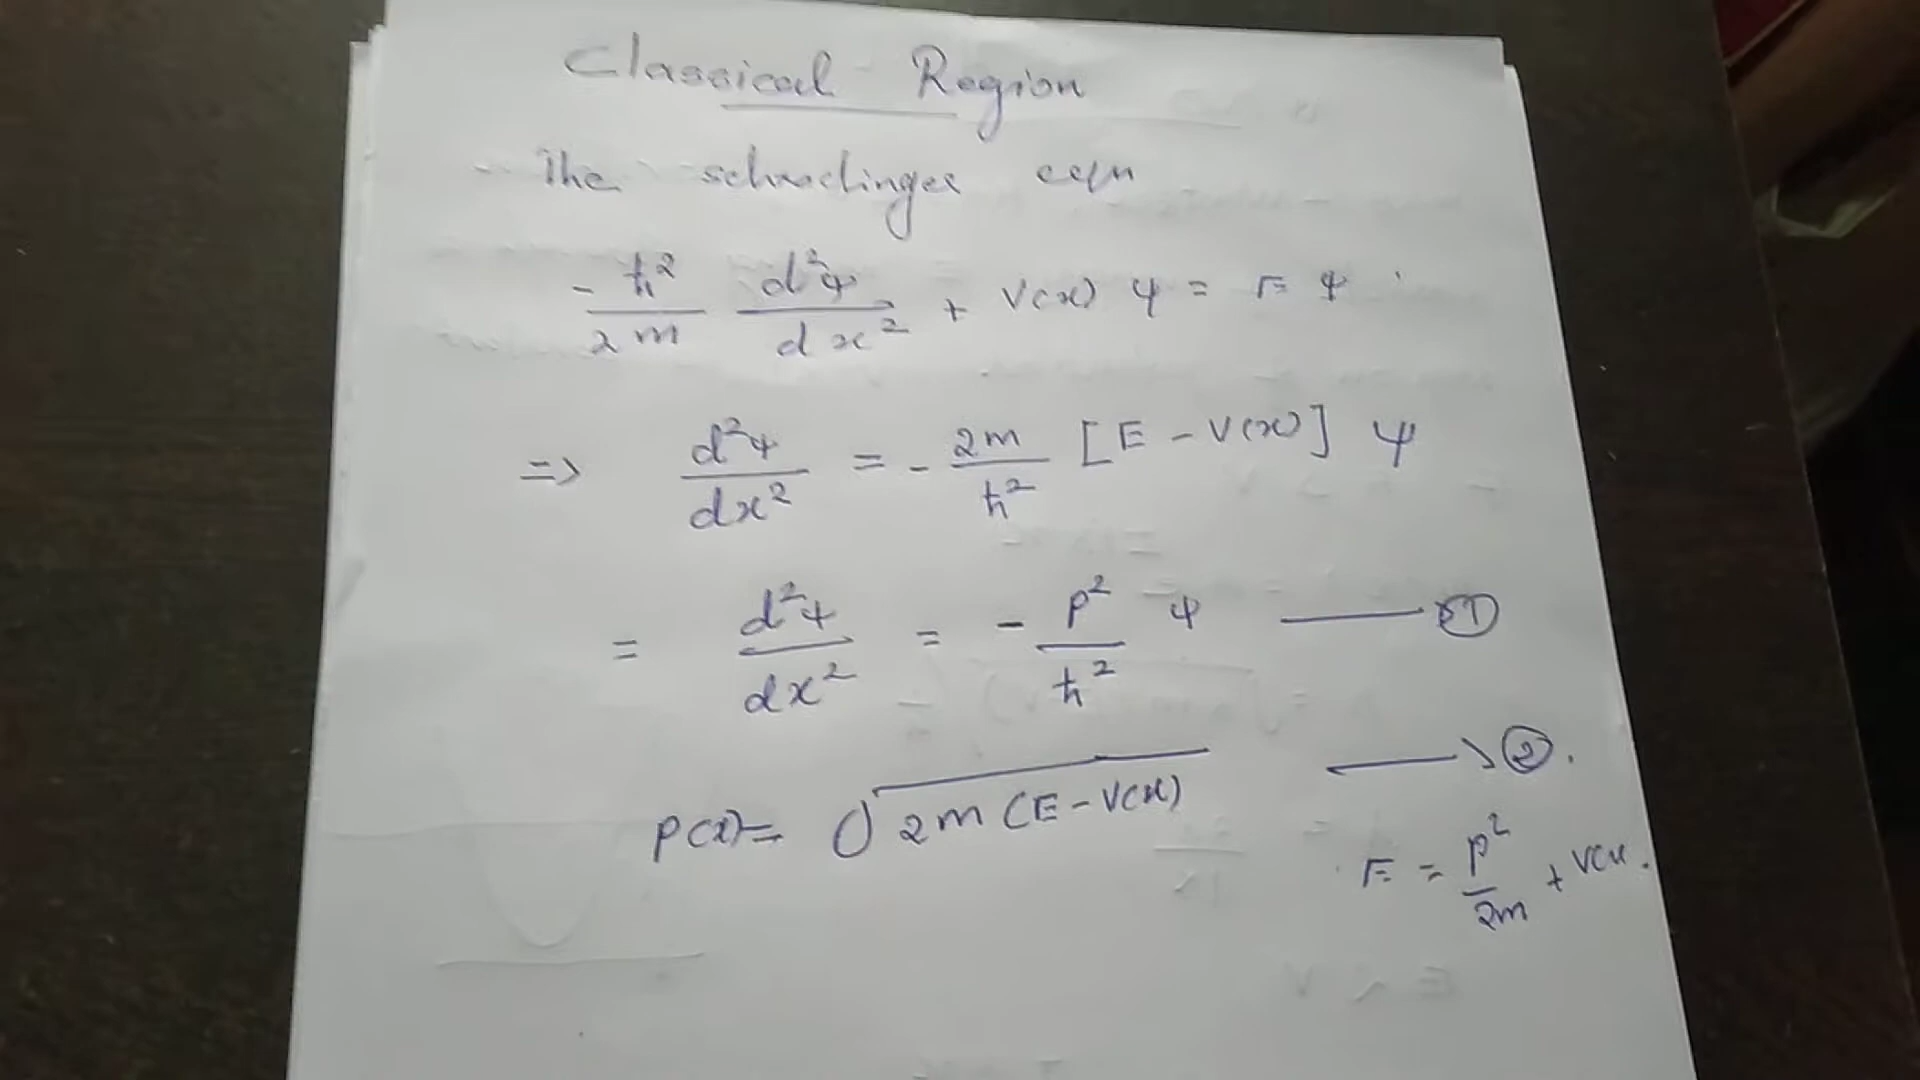 Classical Region
The schrodinger eqn
- ħ²/2m d²ψ/dx² + V(x) ψ = E ψ
=> d²ψ/dx² = - 2m/ħ² [E - V(x)] ψ
= d²ψ/dx² = - p²/ħ² ψ → ①
p(x) = √2m (E - V(x) → ②.
E = p²/2m + V(x.